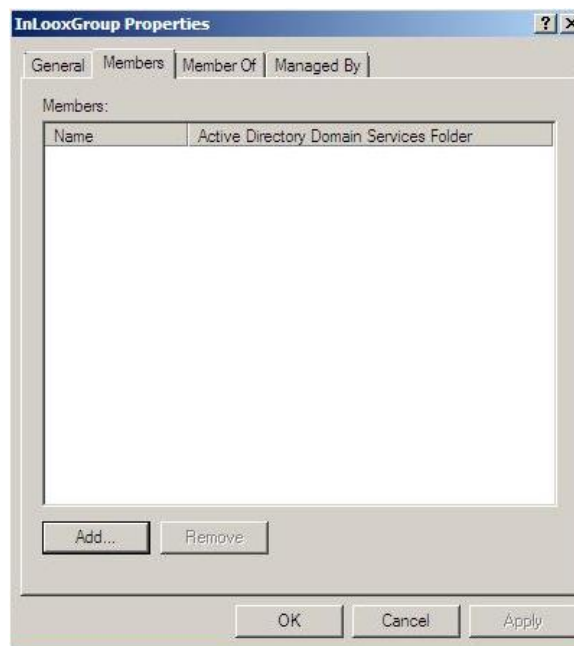 InLooxGroup Properties
General Members Member Of Managed By
Members:
Name Active Directory Domain Services Folder
Add... Remove
OK Cancel Apply